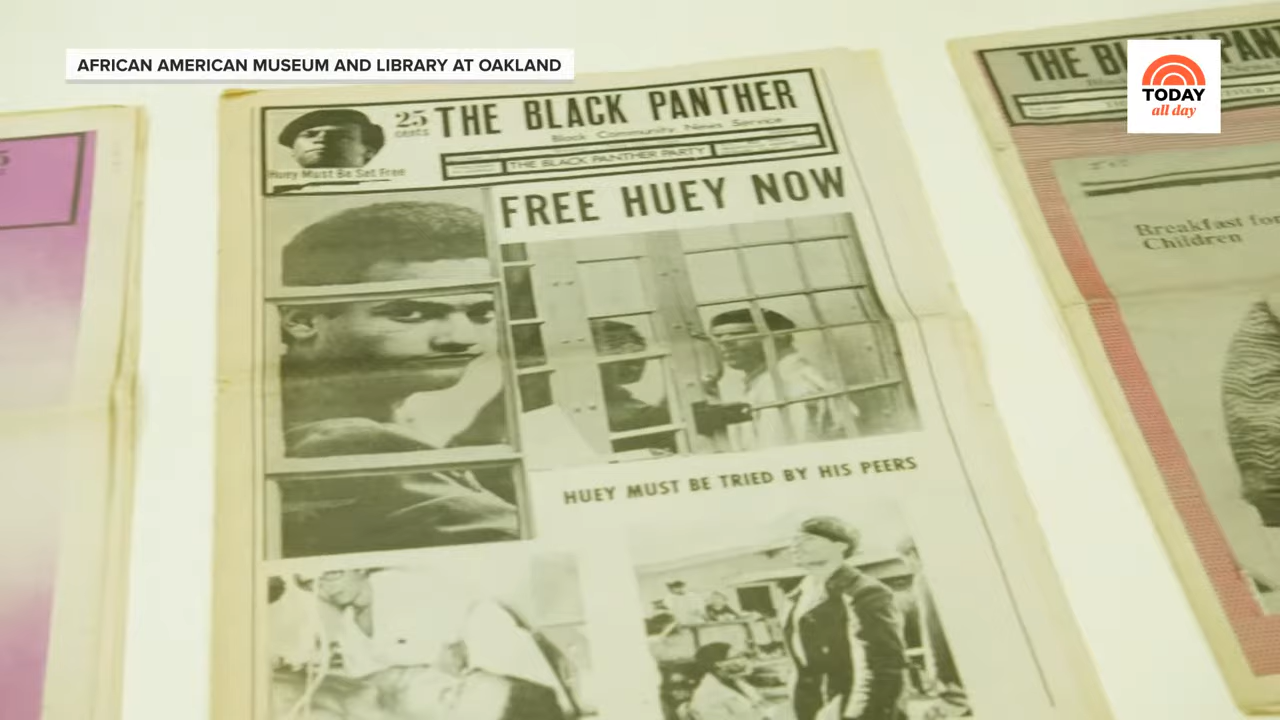 AFRICAN AMERICAN MUSEUM AND LIBRARY AT OAKLAND
TODAY
all day
25
cents
THE BLACK PANTHER
Black Community News Service
THE BLACK PANTHER PARTY
Huey Must Be Set Free
FREE HUEY NOW
HUEY MUST BE TRIED BY HIS PEERS
THE
Breakfast for
Children